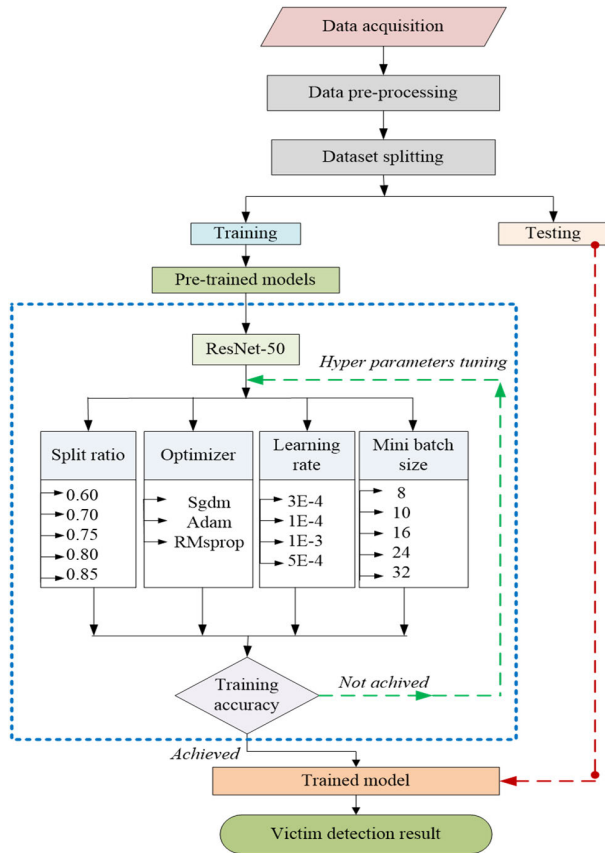 Data acquisition
Data pre-processing
Dataset splitting
Training
Testing
Pre-trained models
ResNet-50
Hyper parameters tuning
Split ratio
0.60
0.70
0.75
0.80
0.85
Optimizer
Sgdm
Adam
RMsprop
Learning
rate
3E-4
1E-4
1E-3
5E-4
Mini batch
size
8
10
16
24
32
Training
accuracy
Not achived
Achieved
Trained model
Victim detection result